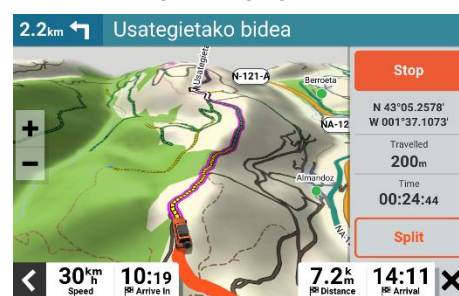 2.2km Usategietako bidea
Usategieta
N-121-A
Berroeta
NA-12
Almandoz
NA-
+
-
Stop
N 43°05.2578'
W 001°37.1073'
Travelled
200m
Time
00:24:44
Split
30km/h
Speed
10:19
Arrive In
7.2km
Distance
14:11
Arrival